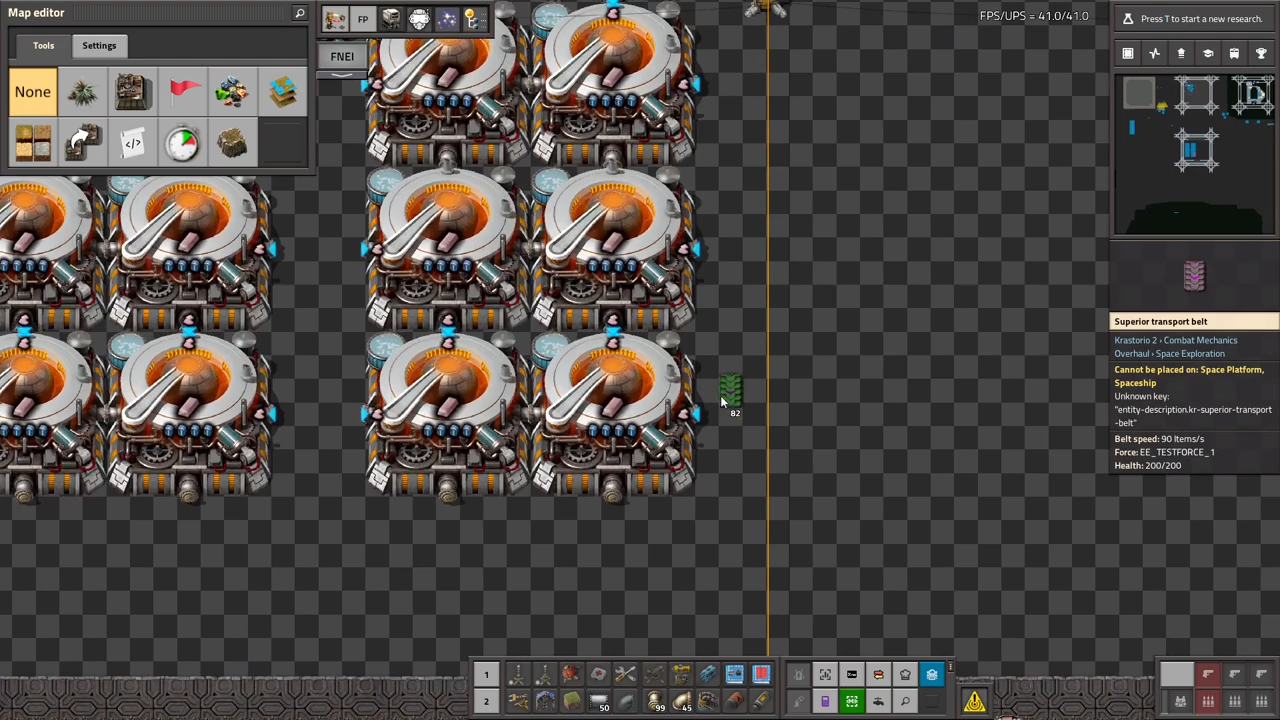 Map editor
Tools
Settings
None
</>
FP
FNEI
FPS/UPS = 41.0/41.0
Press T to start a new research.
Superior transport belt
Krastorio 2 › Combat Mechanics
Overhaul › Space Exploration
Cannot be placed on: Space Platform,
Spaceship
Unknown key:
"entity-description.kr-superior-transport
-belt"
Belt speed: 90 Items/s
Force: EE_TESTFORCE_1
Health: 200/200
82
1
2
50
99
45